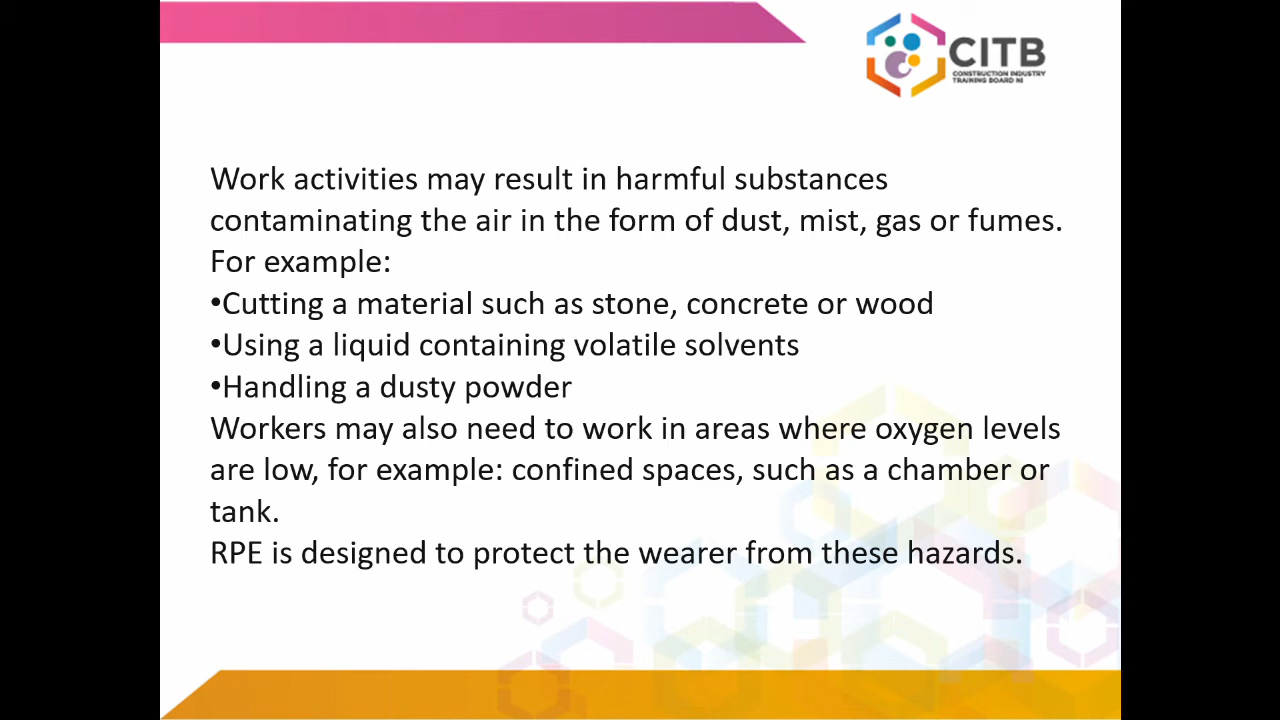 CITB
CONSTRUCTION INDUSTRY
TRAINING BOARD NI
Work activities may result in harmful substances
contaminating the air in the form of dust, mist, gas or fumes.
For example:
•Cutting a material such as stone, concrete or wood
•Using a liquid containing volatile solvents
•Handling a dusty powder
Workers may also need to work in areas where oxygen levels
are low, for example: confined spaces, such as a chamber or
tank.
RPE is designed to protect the wearer from these hazards.